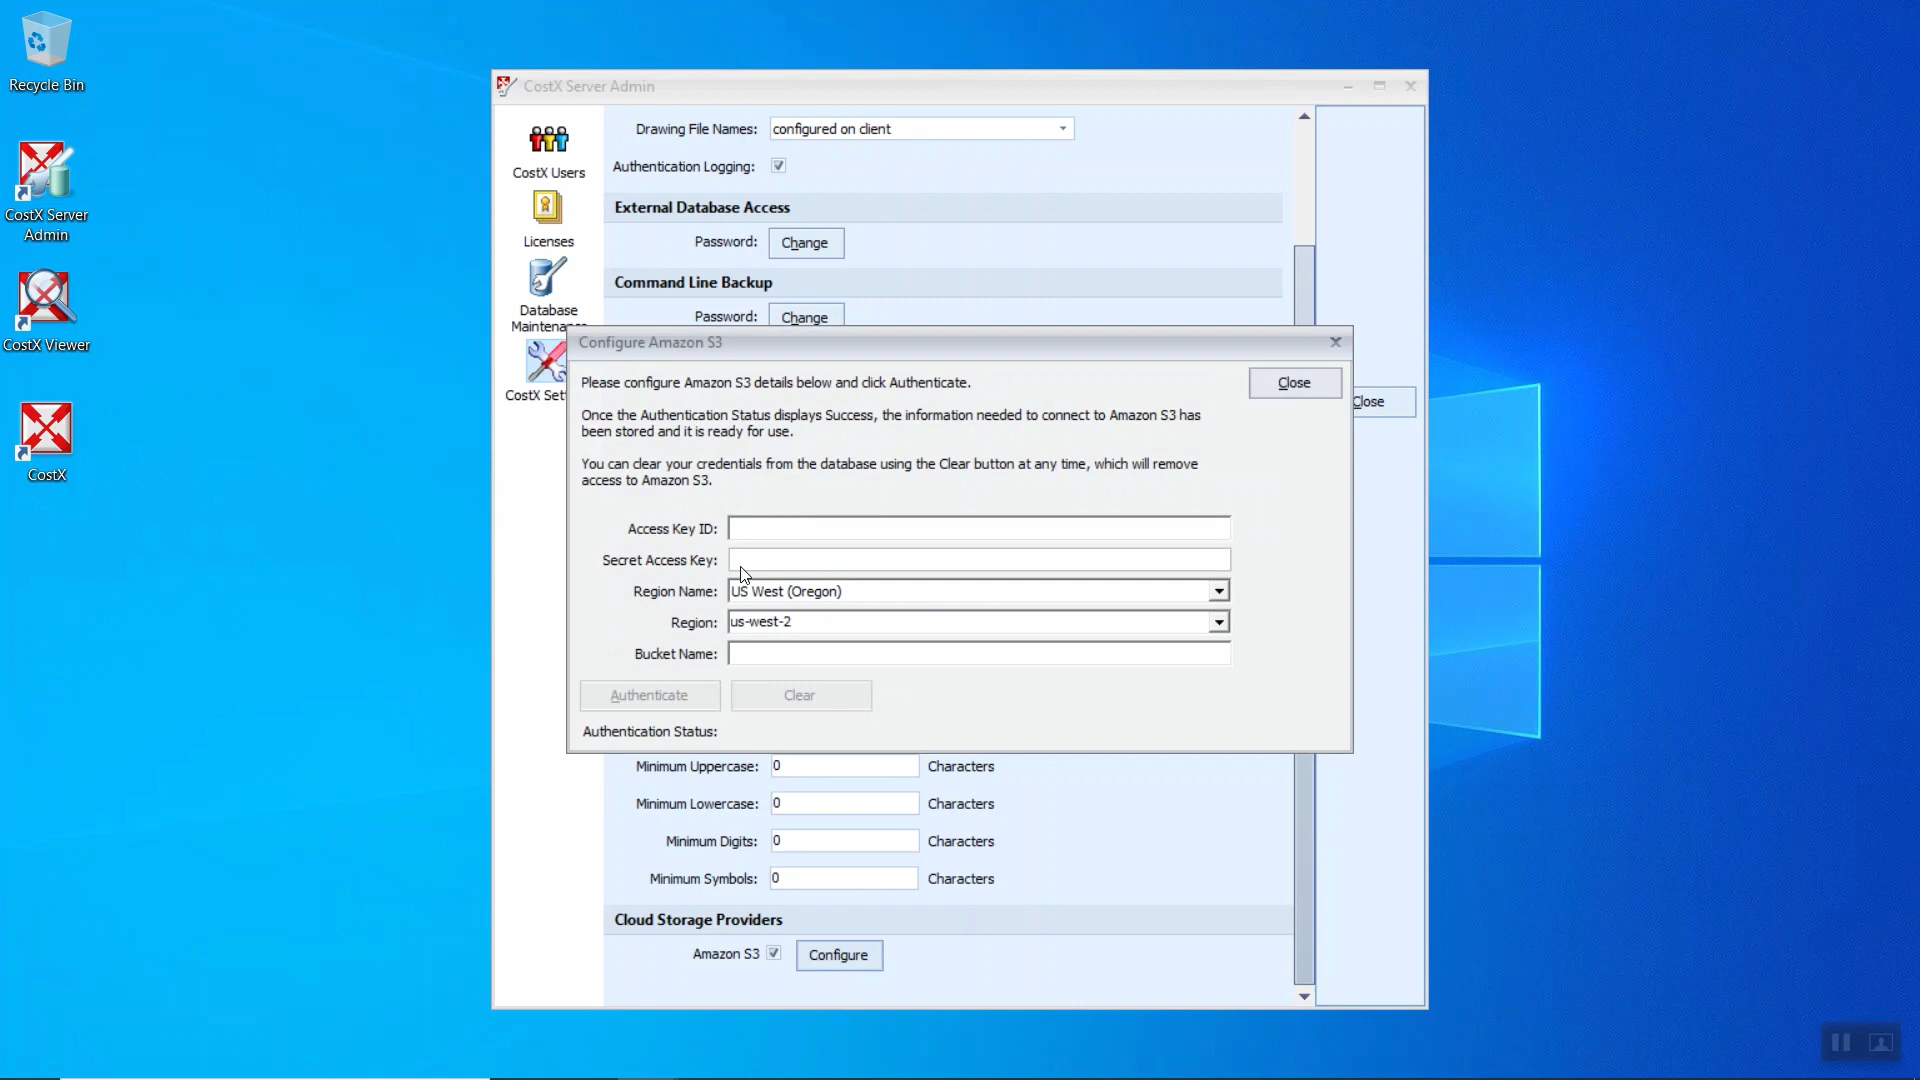 Recycle Bin
CostX Server
Admin
CostX Viewer
CostX
CostX Server Admin
CostX Users
Licenses
Database
Maintenance
CostX Set
Drawing File Names: configured on client
Authentication Logging:
External Database Access
Password: Change
Command Line Backup
Password: Change
Close
Configure Amazon S3
Please configure Amazon S3 details below and click Authenticate.
Close
Once the Authentication Status displays Success, the information needed to connect to Amazon S3 has
been stored and it is ready for use.
You can clear your credentials from the database using the Clear button at any time, which will remove
access to Amazon S3.
Access Key ID:
Secret Access Key:
Region Name: US West (Oregon)
Region: us-west-2
Bucket Name:
Authenticate Clear
Authentication Status:
Minimum Uppercase: 0 Characters
Minimum Lowercase: 0 Characters
Minimum Digits: 0 Characters
Minimum Symbols: 0 Characters
Cloud Storage Providers
Amazon S3 Configure